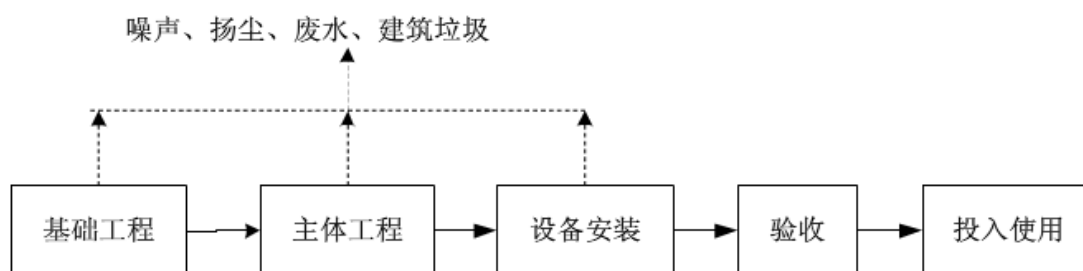 噪声、扬尘、废水、建筑垃圾
基础工程
主体工程
设备安装
验收
投入使用